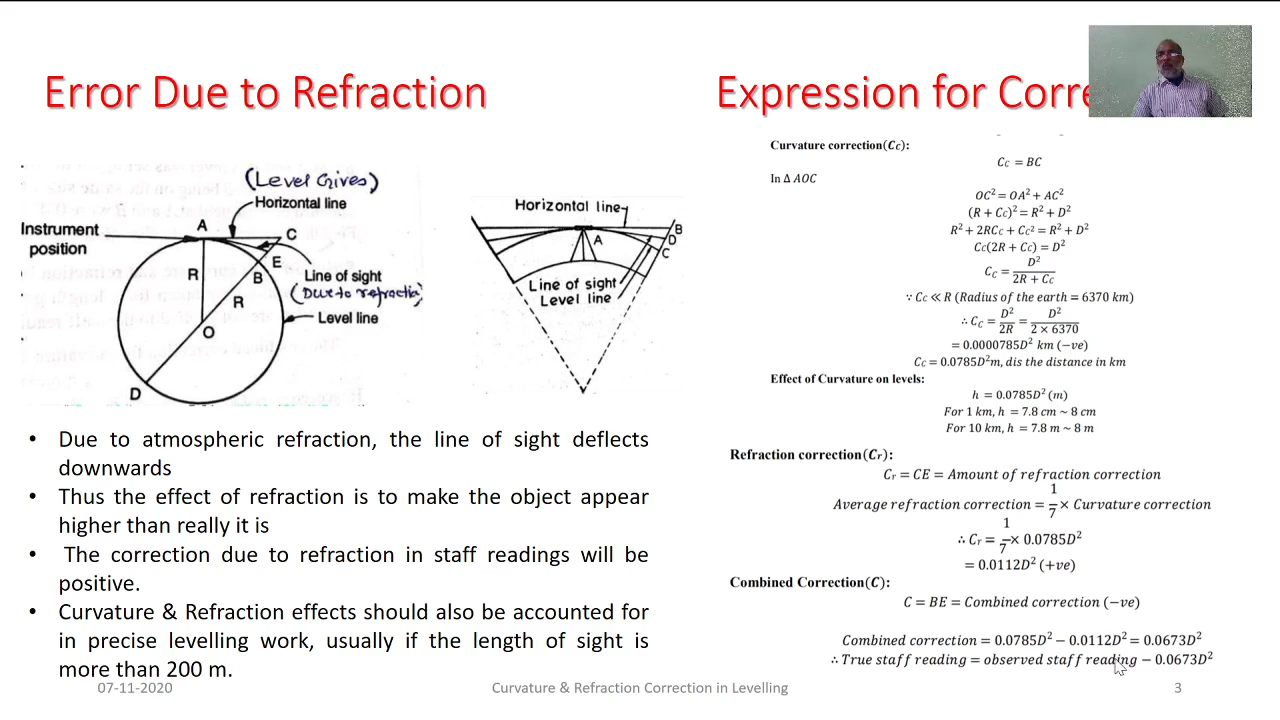 Error Due to Refraction
(Level Gives)
Horizontal line
A
Instrument position
C
E
R
B
Line of sight
(Due to refractio
R
Level line
O
D
Horizontal line
B
A
D
C
Line of sight
Level line
• Due to atmospheric refraction, the line of sight deflects
downwards
• Thus the effect of refraction is to make the object appear
higher than really it is
• The correction due to refraction in staff readings will be
positive.
• Curvature & Refraction effects should also be accounted for
in precise levelling work, usually if the length of sight is
more than 200 m.
Expression for Corre
Curvature correction(Cc):
Cc = BC
In Δ AOC
OC² = OA² + AC²
(R + Cc)² = R² + D²
R² + 2RCc + Cc² = R² + D²
Cc(2R + Cc) = D²
Cc = D² / 2R + Cc
∵ Cc ≪ R (Radius of the earth = 6370 km)
∴ Cc = D² / 2R = D² / 2 × 6370
= 0.0000785D² km (−ve)
Cc = 0.0785D²m, dis the distance in km
Effect of Curvature on levels:
h = 0.0785D² (m)
For 1 km, h = 7.8 cm ~ 8 cm
For 10 km, h = 7.8 m ~ 8 m
Refraction correction(Cr):
Cr = CE = Amount of refraction correction
Average refraction correction = 1/7 × Curvature correction
∴ Cr = 1/7 × 0.0785D²
= 0.0112D² (+ve)
Combined Correction(C):
C = BE = Combined correction (−ve)
Combined correction = 0.0785D² − 0.0112D² = 0.0673D²
∴ True staff reading = observed staff reading − 0.0673D²
07-11-2020
Curvature & Refraction Correction in Levelling
3